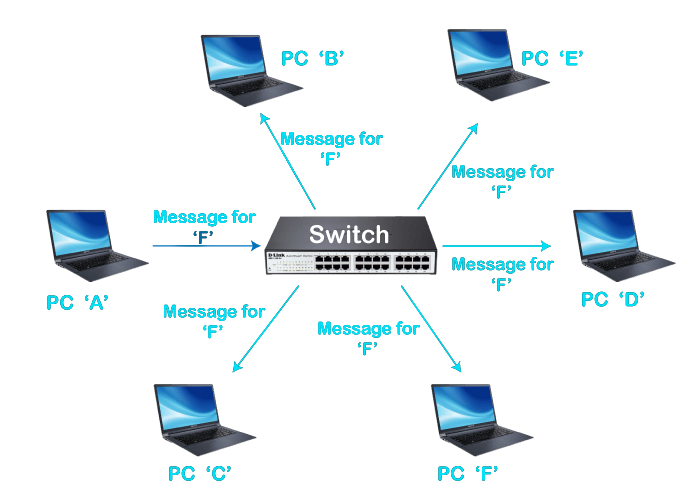 PC 'B'
PC 'E'
Message for
'F'
Message for
'F'
Message for
'F'
Switch
D-Link
Message for
'F'
PC 'A'
PC 'D'
Message for
'F'
Message for
'F'
PC 'C'
PC 'F'